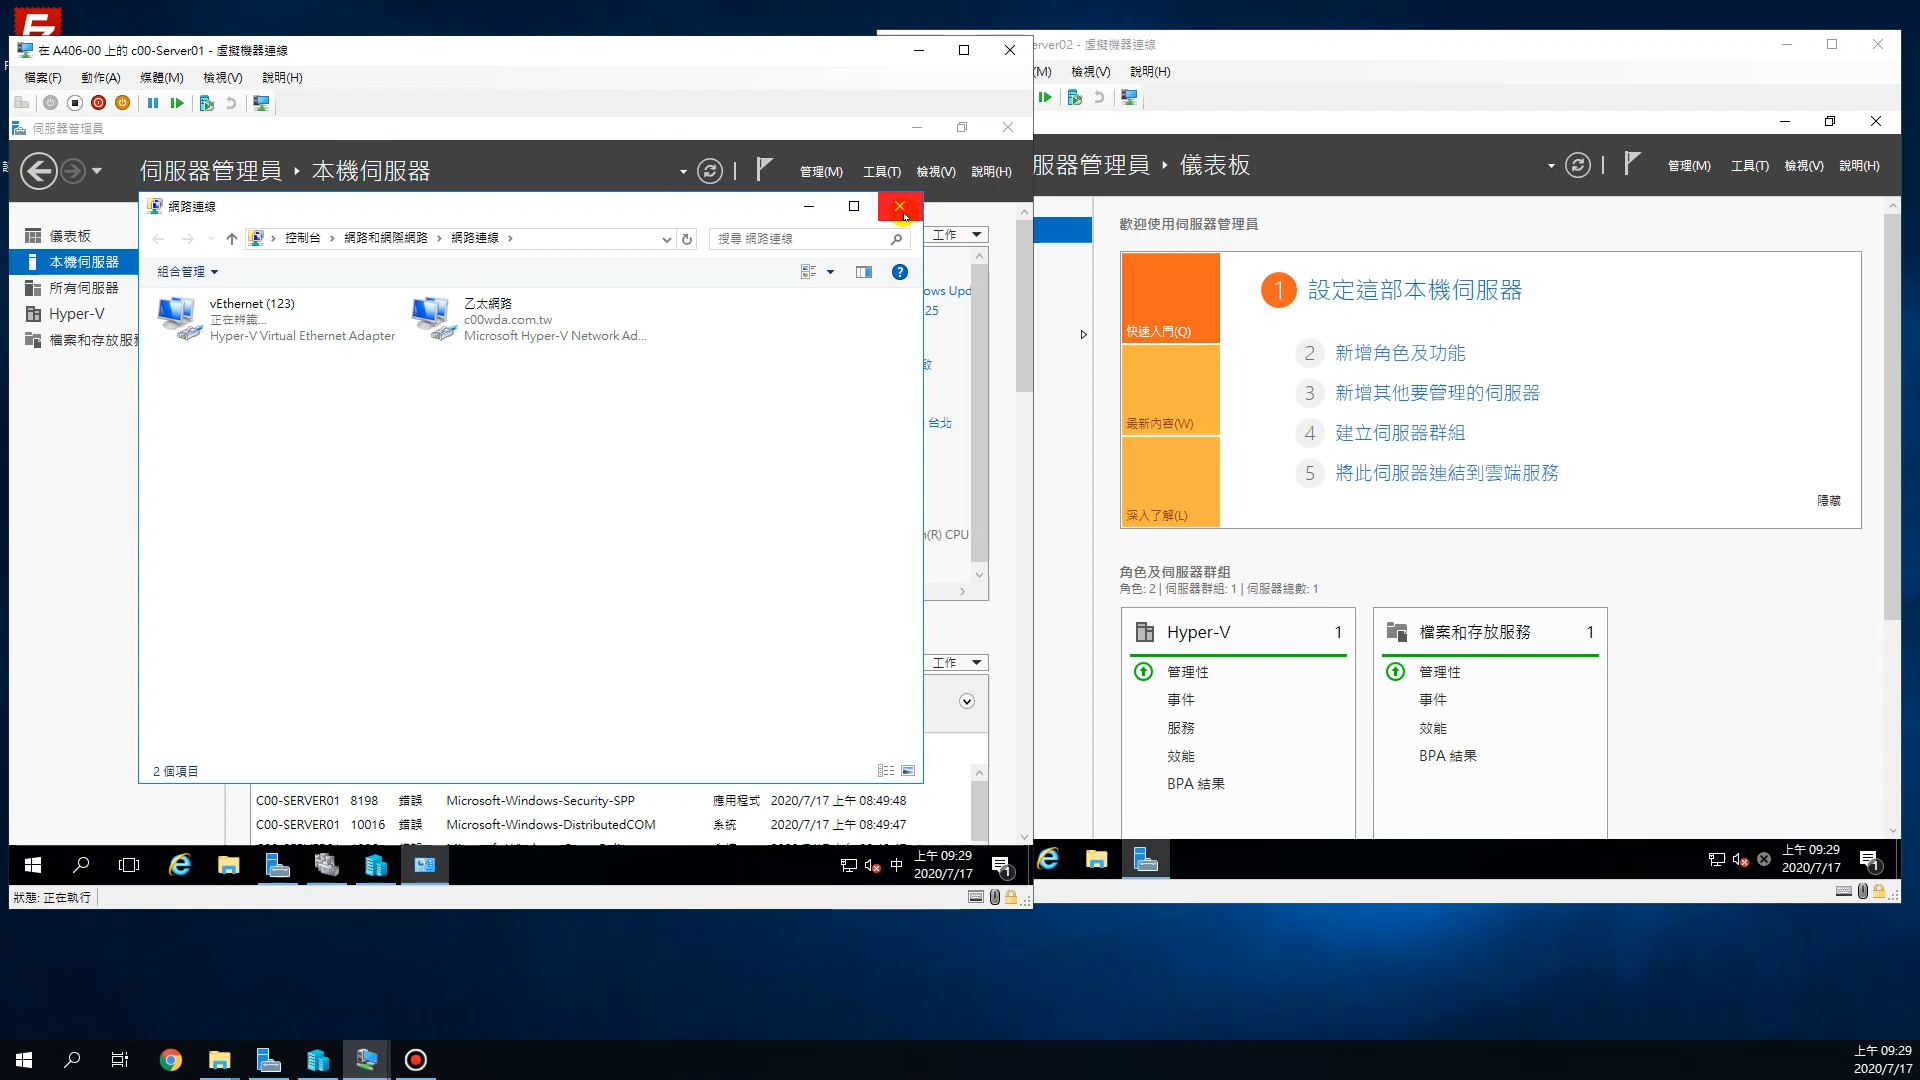 在 A406-00 上的 c00-Server01 - 虛擬機器連線
檔案(F) 動作(A) 媒體(M) 檢視(V) 說明(H)
伺服器管理員
伺服器管理員 ‣ 本機伺服器
管理(M) 工具(T) 檢視(V) 說明(H)
儀表板
本機伺服器
所有伺服器
Hyper-V
檔案和存放服
網路連線
控制台 › 網路和網際網路 › 網路連線 ›
搜尋 網路連線
組合管理
vEthernet (123)
正在辨識...
Hyper-V Virtual Ethernet Adapter
乙太網路
c00wda.com.tw
Microsoft Hyper-V Network Ad...
2 個項目
工作
ows Upd
25
啟
台北
(R) CPU
工作
C00-SERVER01 8198 錯誤 Microsoft-Windows-Security-SPP 應用程式 2020/7/17 上午 08:49:48
C00-SERVER01 10016 錯誤 Microsoft-Windows-DistributedCOM 系統 2020/7/17 上午 08:49:47
中
上午 09:29
2020/7/17
1
狀態: 正在執行
erver02 - 虛擬機器連線
(M) 檢視(V) 說明(H)
服器管理員 ‣ 儀表板
管理(M) 工具(T) 檢視(V) 說明(H)
歡迎使用伺服器管理員
快速入門(Q)
最新內容(W)
深入了解(L)
1 設定這部本機伺服器
2 新增角色及功能
3 新增其他要管理的伺服器
4 建立伺服器群組
5 將此伺服器連結到雲端服務
隱藏
角色及伺服器群組
角色: 2 | 伺服器群組: 1 | 伺服器總數: 1
Hyper-V 1
管理性
事件
服務
效能
BPA 結果
檔案和存放服務 1
管理性
事件
效能
BPA 結果
上午 09:29
2020/7/17
1
上午 09:29
2020/7/17